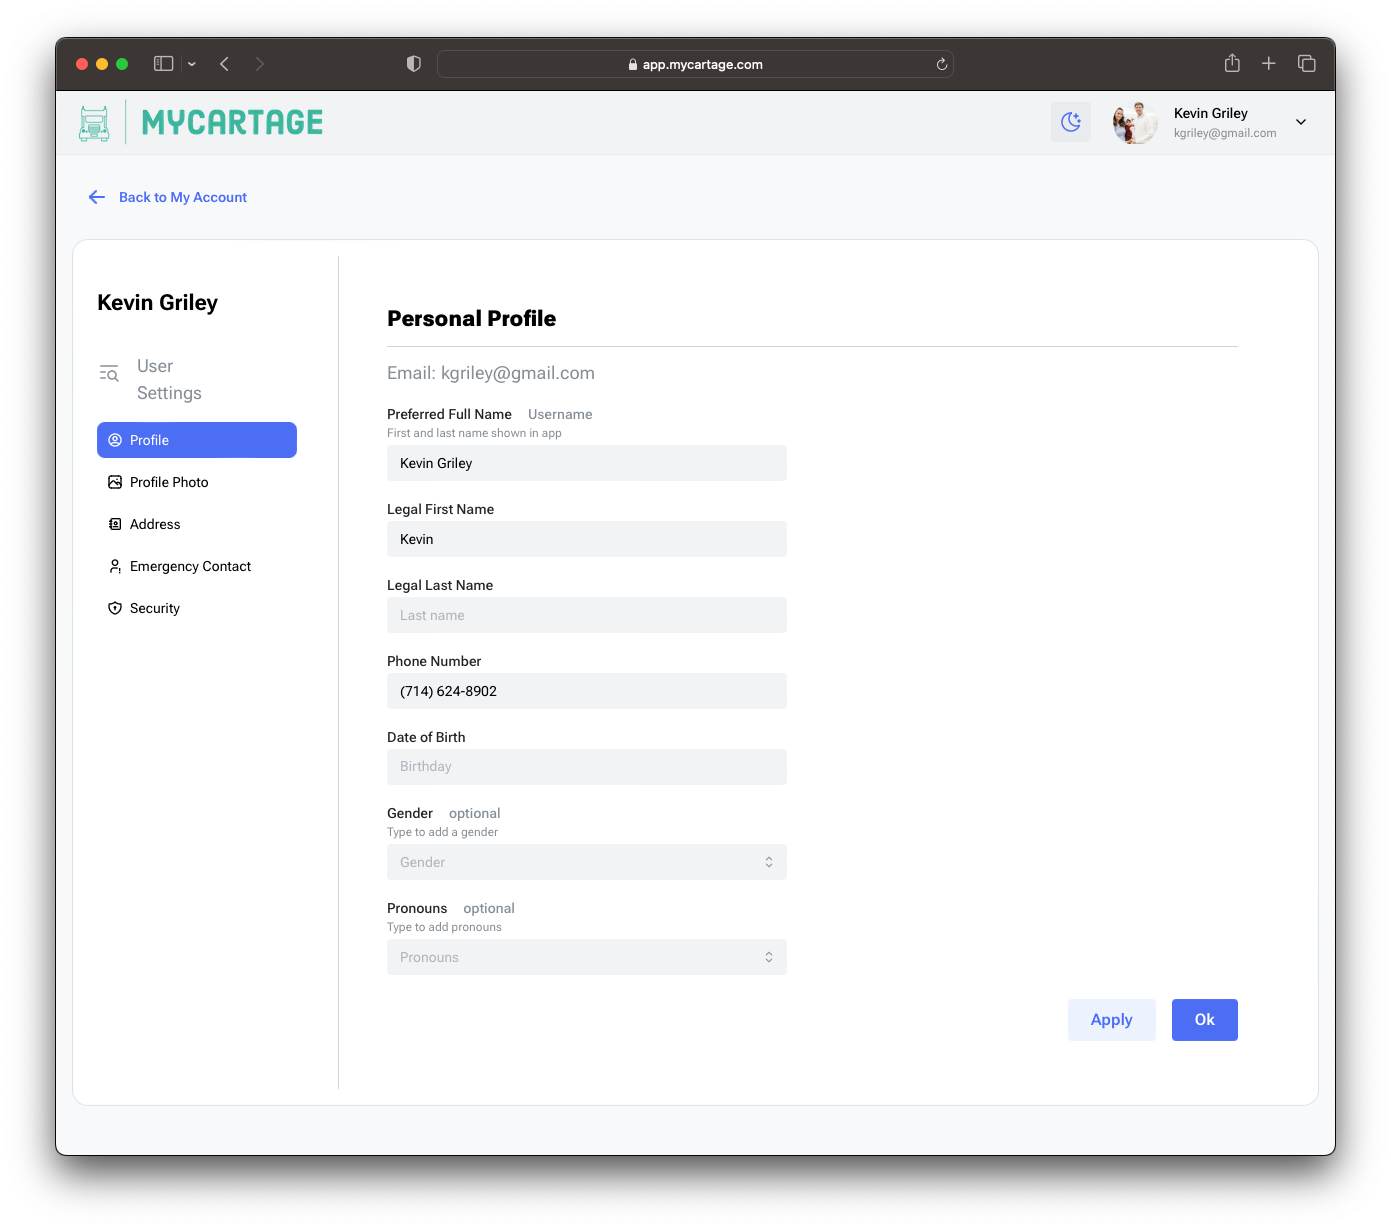 app.mycartage.com
MYCARTAGE
Kevin Griley
kgriley@gmail.com
Back to My Account
Kevin Griley
User
Settings
Profile
Profile Photo
Address
Emergency Contact
Security
Personal Profile
Email: kgriley@gmail.com
Preferred Full Name Username
First and last name shown in app
Kevin Griley
Legal First Name
Kevin
Legal Last Name
Last name
Phone Number
(714) 624-8902
Date of Birth
Birthday
Gender optional
Type to add a gender
Gender
Pronouns optional
Type to add pronouns
Pronouns
Apply Ok